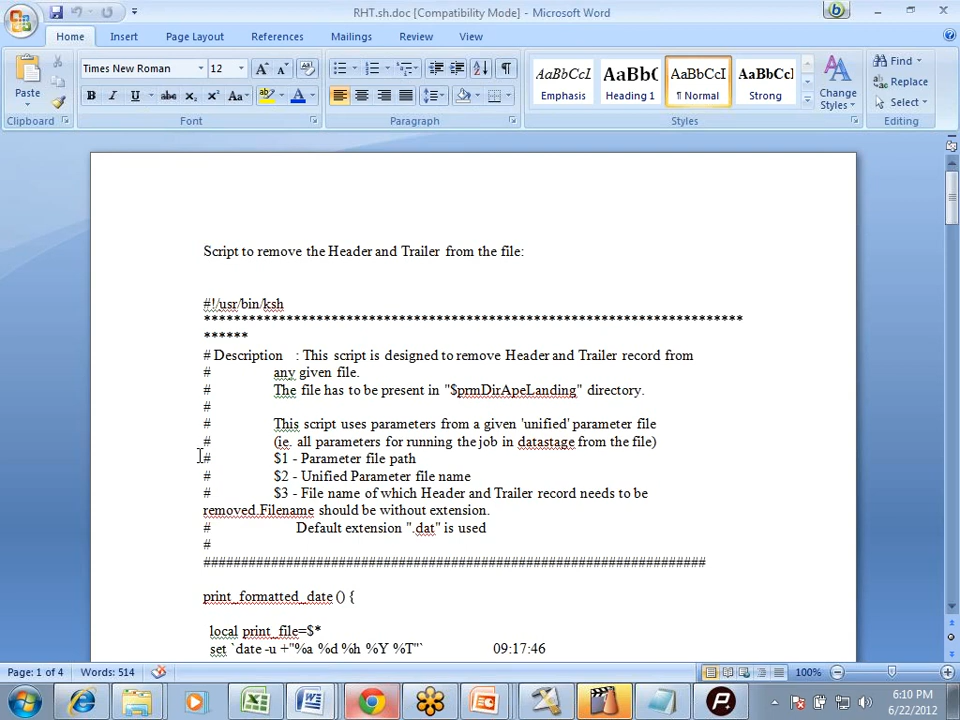 RHT.sh.doc [Compatibility Mode] - Microsoft Word
Home Insert Page Layout References Mailings Review View
Paste
Times New Roman 12
B I U abc x₂ x² Aa
AaBbCcI AaBbC AaBbCcI AaBbCcI
Emphasis Heading 1 ¶ Normal Strong
Change Styles
Find
Replace
Select
Clipboard Font Paragraph Styles Editing
Script to remove the Header and Trailer from the file:
#!/usr/bin/ksh
************************************************************************
******
# Description : This script is designed to remove Header and Trailer record from
# any given file.
# The file has to be present in "$prmDirApeLanding" directory.
#
# This script uses parameters from a given 'unified' parameter file
# (ie. all parameters for running the job in datastage from the file)
# $1 - Parameter file path
# $2 - Unified Parameter file name
# $3 - File name of which Header and Trailer record needs to be
removed.Filename should be without extension.
# Default extension ".dat" is used
#
###################################################################
print_formatted_date () {
local print_file=$*
set `date -u +"%a %d %h %Y %T"` 09:17:46
Page: 1 of 4 Words: 514 100%
6:10 PM
6/22/2012